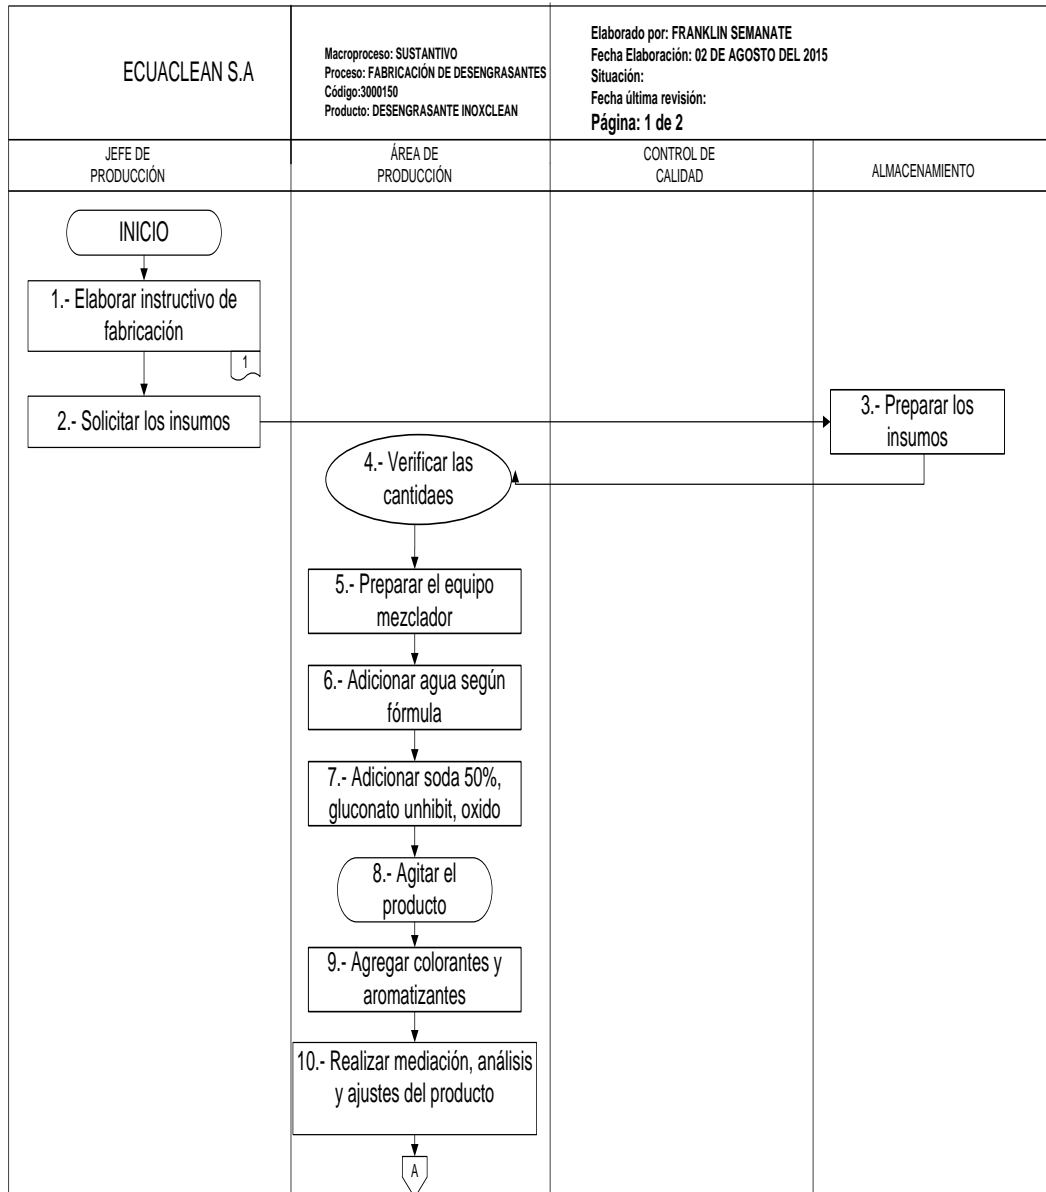 ECUACLEAN S.A
Macroproceso: SUSTANTIVO
Proceso: FABRICACIÓN DE DESENGRASANTES
Código:3000150
Producto: DESENGRASANTE INOXCLEAN
Elaborado por: FRANKLIN SEMANATE
Fecha Elaboración: 02 DE AGOSTO DEL 2015
Situación:
Fecha última revisión:
Página: 1 de 2
JEFE DE
PRODUCCIÓN
ÁREA DE
PRODUCCIÓN
CONTROL DE
CALIDAD
ALMACENAMIENTO
INICIO
1.- Elaborar instructivo de
fabricación
1
2.- Solicitar los insumos
3.- Preparar los
insumos
4.- Verificar las
cantidaes
5.- Preparar el equipo
mezclador
6.- Adicionar agua según
fórmula
7.- Adicionar soda 50%,
gluconato unhibit, oxido
8.- Agitar el
producto
9.- Agregar colorantes y
aromatizantes
10.- Realizar mediación, análisis
y ajustes del producto
A